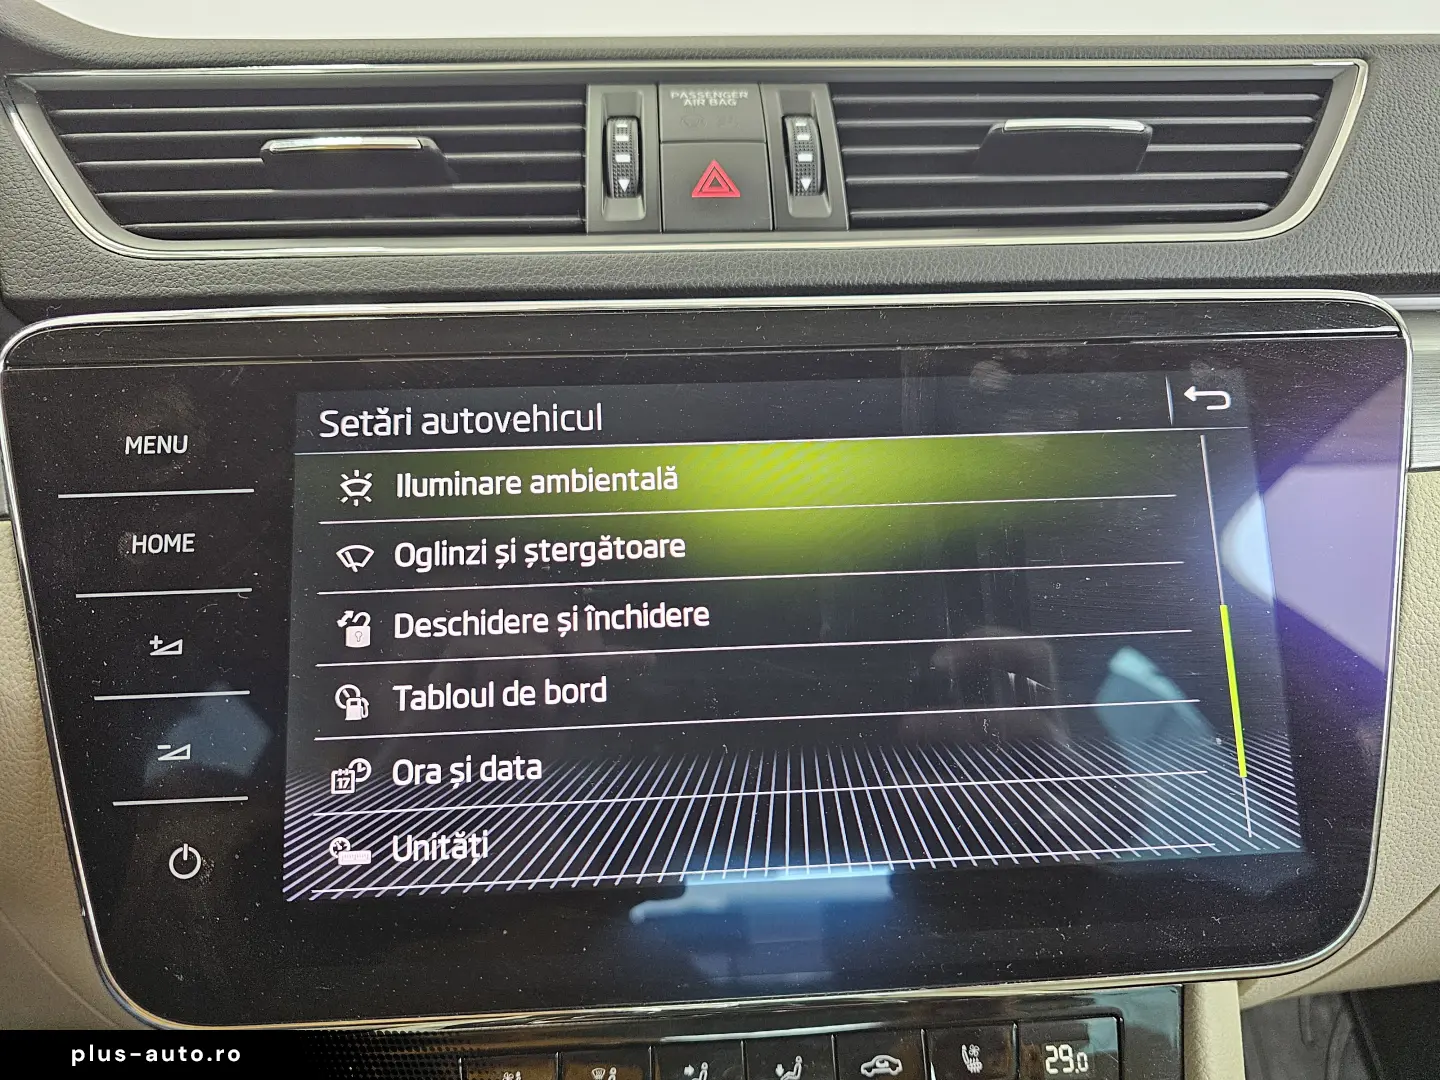 PASSENGER
AIR BAG
Setări autovehicul
MENU
Iluminare ambientală
HOME
Oglinzi și ștergătoare
Deschidere și închidere
Tabloul de bord
17
Ora și data
Unități
plus-auto.ro
29.0